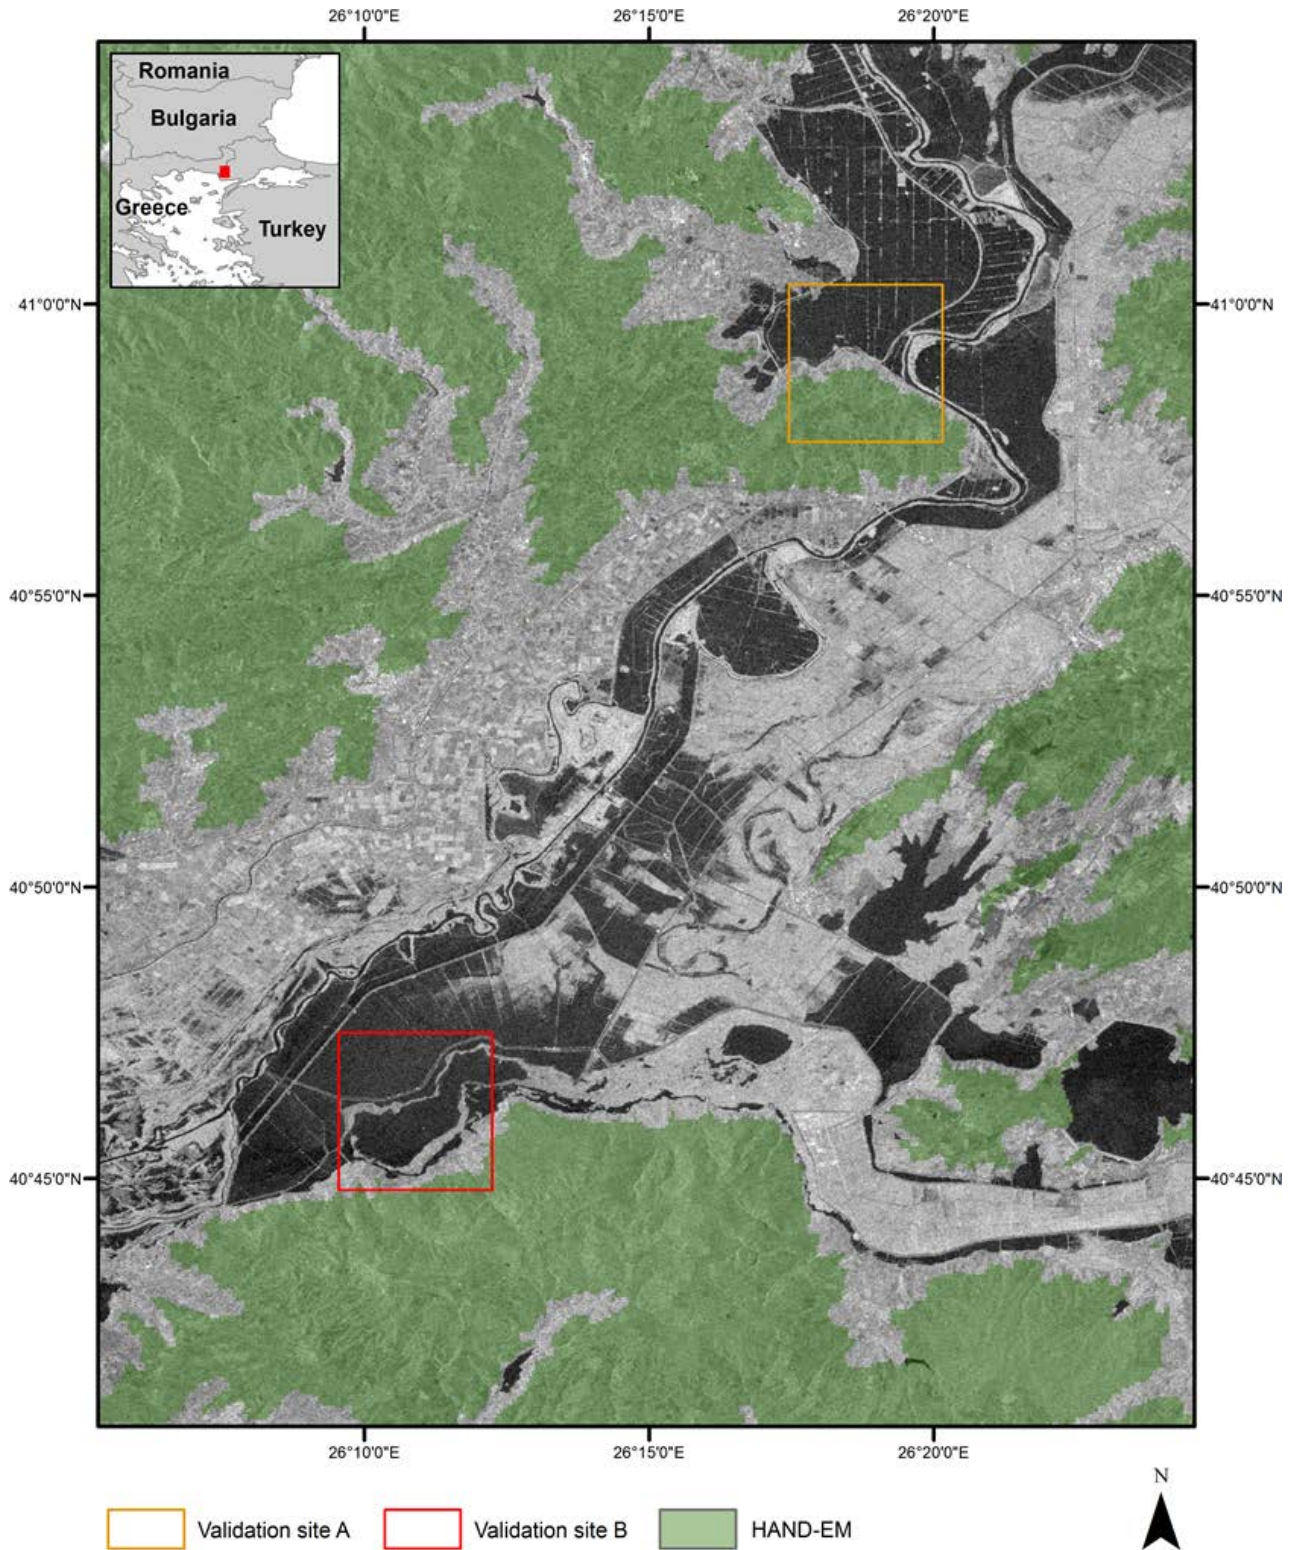 26°10'0"E 26°15'0"E 26°20'0"E
Romania
Bulgaria
Greece
Turkey
41°0'0"N 41°0'0"N
40°55'0"N 40°55'0"N
40°50'0"N 40°50'0"N
40°45'0"N 40°45'0"N
26°10'0"E 26°15'0"E 26°20'0"E
N
Validation site A Validation site B HAND-EM